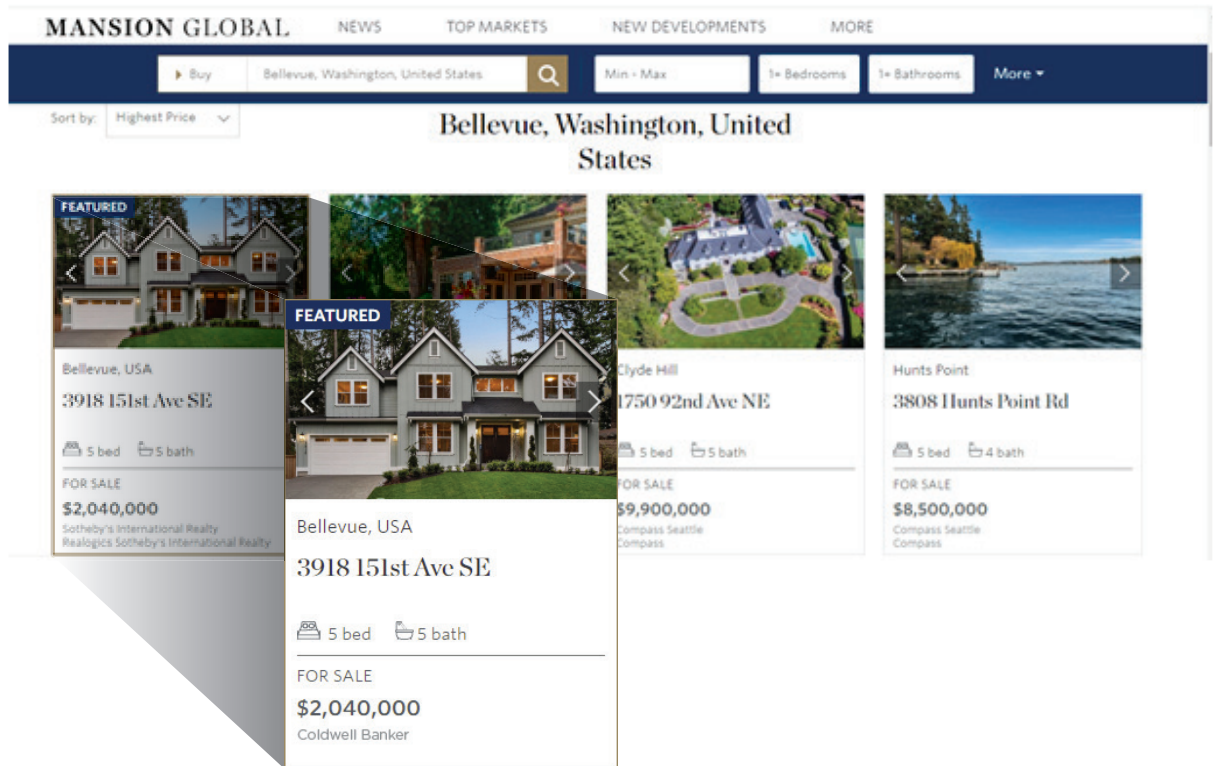 MANSION GLOBAL NEWS TOP MARKETS NEW DEVELOPMENTS MORE
Buy Bellevue, Washington, United States Min - Max 1+ Bedrooms 1+ Bathrooms More
Sort by: Highest Price
Bellevue, Washington, United
States
FEATURED
Bellevue, USA
3918 151st Ave SE
5 bed 5 bath
FOR SALE
$2,040,000
Sotheby's International Realty
Realogics Sotheby's International Realty
FEATURED
Bellevue, USA
3918 151st Ave SE
5 bed 5 bath
FOR SALE
$2,040,000
Coldwell Banker
Clyde Hill
1750 92nd Ave NE
5 bed 5 bath
FOR SALE
$9,900,000
Compass Seattle
Compass
Hunts Point
3808 Hunts Point Rd
5 bed 4 bath
FOR SALE
$8,500,000
Compass Seattle
Compass